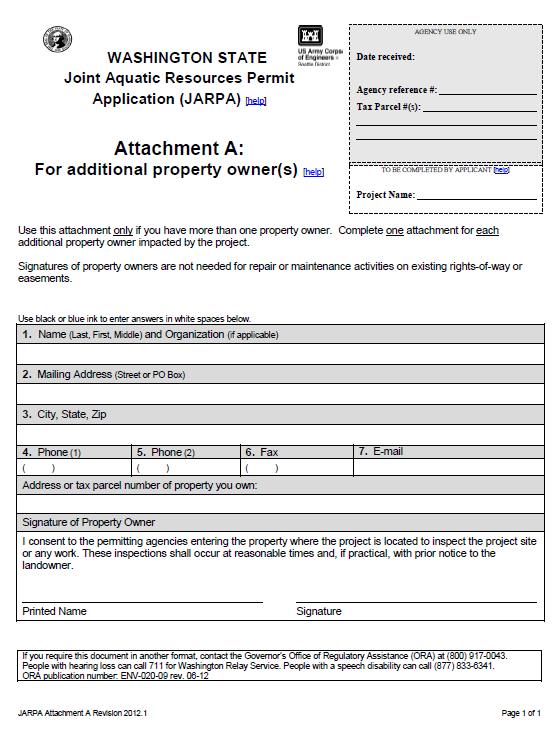 WASHINGTON STATE
Joint Aquatic Resources Permit
Application (JARPA) [help]
US Army Corps
of Engineers ®
Seattle District
AGENCY USE ONLY
Date received:
Agency reference #:
Tax Parcel #(s):
TO BE COMPLETED BY APPLICANT [help]
Project Name:
Attachment A:
For additional property owner(s) [help]
Use this attachment only if you have more than one property owner. Complete one attachment for each
additional property owner impacted by the project.
Signatures of property owners are not needed for repair or maintenance activities on existing rights-of-way or
easements.
Use black or blue ink to enter answers in white spaces below.
1. Name (Last, First, Middle) and Organization (if applicable)
2. Mailing Address (Street or PO Box)
3. City, State, Zip
4. Phone (1) 5. Phone (2) 6. Fax 7. E-mail
( ) ( ) ( )
Address or tax parcel number of property you own:
Signature of Property Owner
I consent to the permitting agencies entering the property where the project is located to inspect the project site
or any work. These inspections shall occur at reasonable times and, if practical, with prior notice to the
landowner.
Printed Name Signature
If you require this document in another format, contact the Governor's Office of Regulatory Assistance (ORA) at (800) 917-0043.
People with hearing loss can call 711 for Washington Relay Service. People with a speech disability can call (877) 833-6341.
ORA publication number: ENV-020-09 rev. 06-12
JARPA Attachment A Revision 2012.1 Page 1 of 1